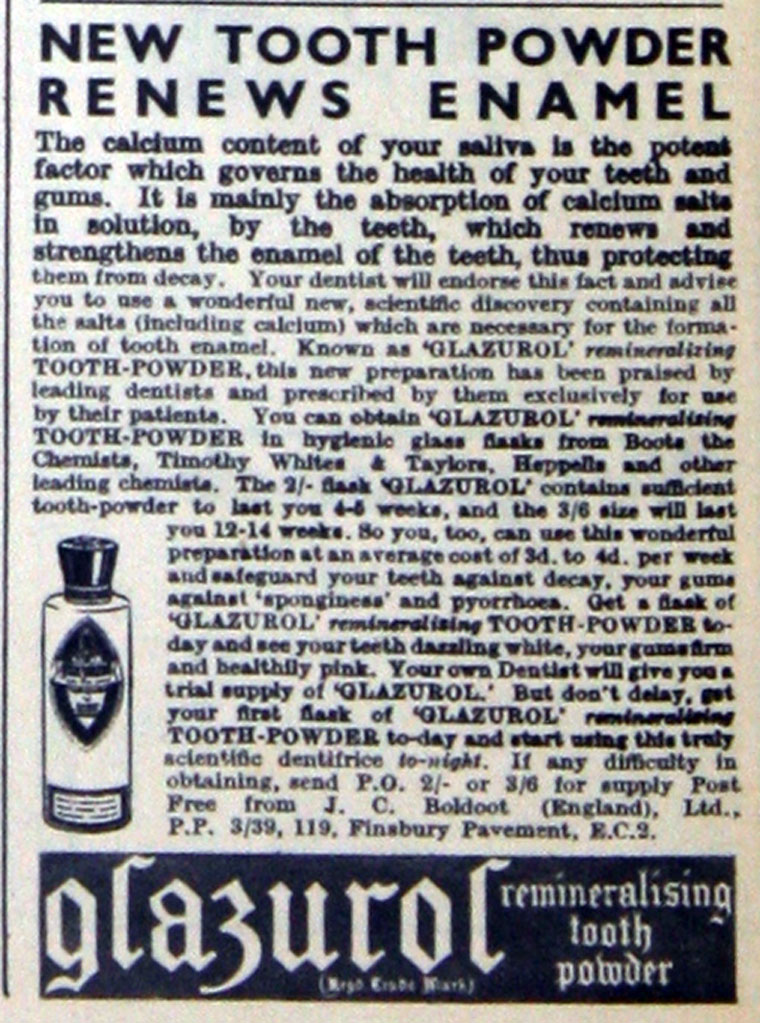 NEW TOOTH POWDER
RENEWS ENAMEL
The calcium content of your saliva is the potent
factor which governs the health of your teeth and
gums. It is mainly the absorption of calcium salts
in solution, by the teeth, which renews and
strengthens the enamel of the teeth, thus protecting
them from decay. Your dentist will endorse this fact and advise
you to use a wonderful new, scientific discovery containing all
the salts (including calcium) which are necessary for the forma-
tion of tooth enamel. Known as 'GLAZUROL' remineralizing
TOOTH-POWDER, this new preparation has been praised by
leading dentists and prescribed by them exclusively for use
by their patients. You can obtain 'GLAZUROL' remineralising
TOOTH-POWDER in hygienic glass flasks from Boots the
Chemists, Timothy Whites & Taylors, Heppells and other
leading chemists. The 2/- flask 'GLAZUROL' contains sufficient
tooth-powder to last you 4-5 weeks, and the 3/6 size will last
you 12-14 weeks. So you, too, can use this wonderful
preparation at an average cost of 3d. to 4d. per week
and safeguard your teeth against decay, your gums
against 'sponginess' and pyorrhoea. Get a flask of
'GLAZUROL' remineralising TOOTH-POWDER to-
day and see your teeth dazzling white, your gums firm
and healthily pink. Your own Dentist will give you a
trial supply of 'GLAZUROL.' But don't delay, get
your first flask of 'GLAZUROL' remineralising
TOOTH-POWDER to-day and start using this truly
scientific dentifrice to-night. If any difficulty in
obtaining, send P.O. 2/- or 3/6 for supply Post
Free from J. C. Boldoot (England), Ltd.,
P.P. 3/39, 119, Finsbury Pavement, E.C.2.
glazurol
(Regd Trade Mark)
remineralising
tooth
powder